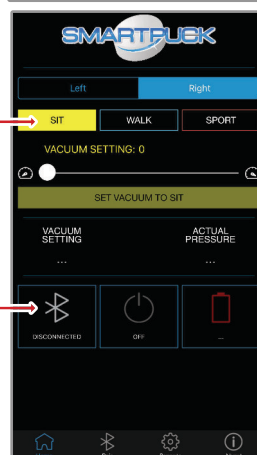 SMARTPUCK
Left Right
SIT WALK SPORT
VACUUM SETTING: 0
SET VACUUM TO SIT
VACUUM SETTING
ACTUAL PRESSURE
... ...
DISCONNECTED OFF ...